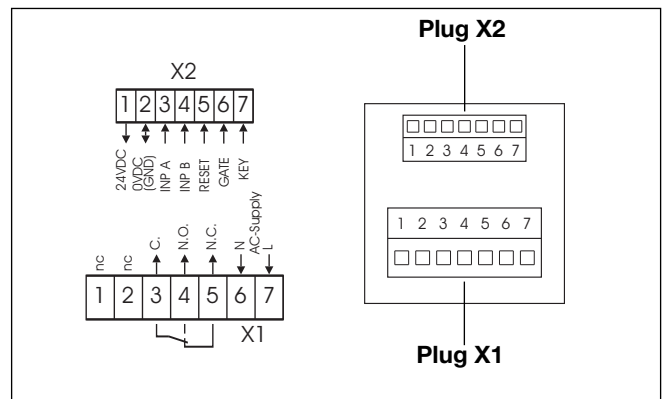 X2
1 2 3 4 5 6 7
24VDC
0VDC
(GND)
INP A
INP B
RESET
GATE
KEY
nc
nc
C.
N.O.
N.C.
N
AC-Supply
L
1 2 3 4 5 6 7
X1
Plug X2
1 2 3 4 5 6 7
1 2 3 4 5 6 7
Plug X1